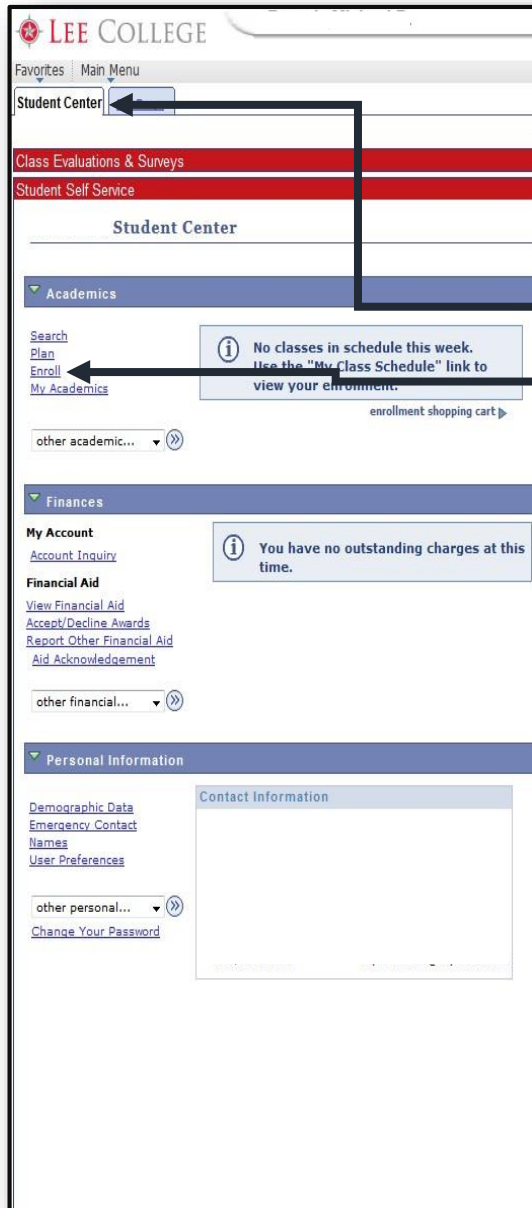 LEE COLLEGE
Favorites Main Menu
Student Center
Class Evaluations & Surveys
Student Self Service
Student Center
Academics
Search
Plan
Enroll
My Academics
No classes in schedule this week.
Use the "My Class Schedule" link to
view your enrollment.
enrollment shopping cart
other academic...
Finances
My Account
Account Inquiry
You have no outstanding charges at this
time.
Financial Aid
View Financial Aid
Accept/Decline Awards
Report Other Financial Aid
Aid Acknowledgement
other financial...
Personal Information
Demographic Data
Emergency Contact
Names
User Preferences
Contact Information
other personal...
Change Your Password